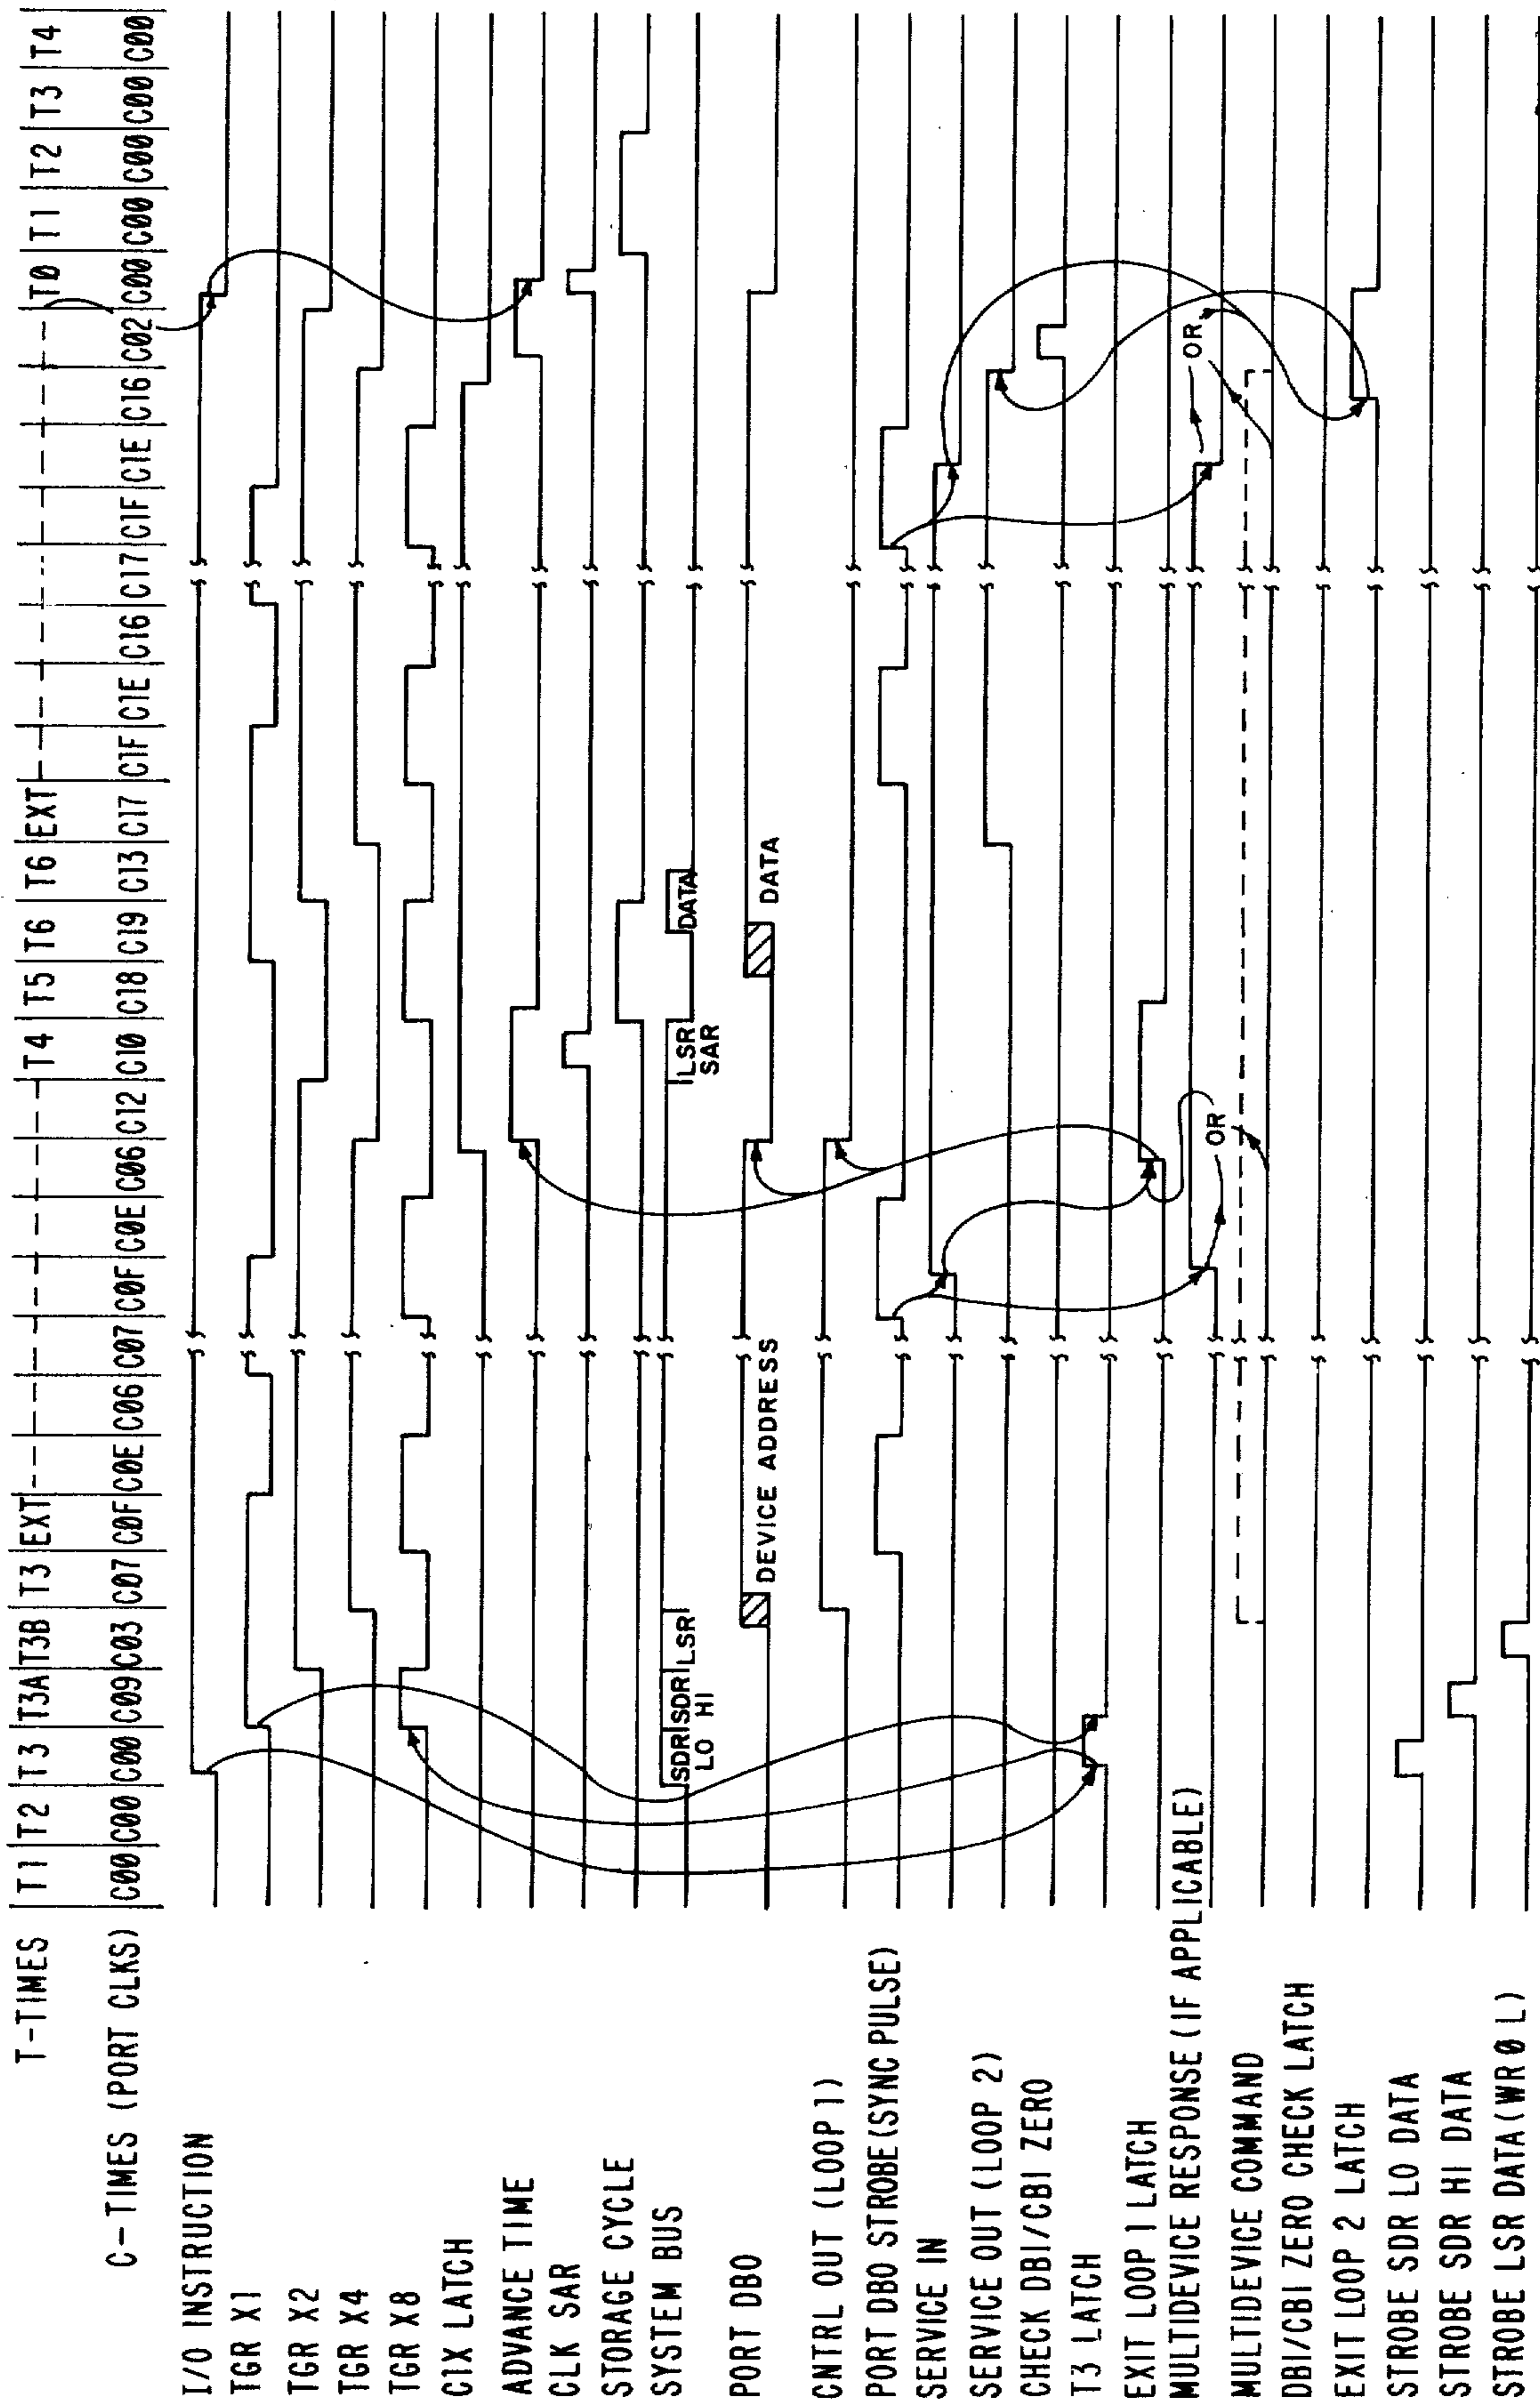 T-TIMES T1 T2 T3 T3A T3B T3 EXT T4 T5 T6 T6 EXT T0 T1 T2 T3 T4
C-TIMES (PORT CLKS) C00 C00 C00 C09 C03 C07 C0F C0E C06 C07 C0F C0E C06 C12 C10 C18 C19 C13 C17 C1F C1E C16 C17 C1F C1E C16 C02 C00 C00 C00 C00 C00
I/O INSTRUCTION
TGR X1
TGR X2
TGR X4
TGR X8
C1X LATCH
ADVANCE TIME
CLK SAR
STORAGE CYCLE
SYSTEM BUS SDR LO SDR HI LSR LSR SAR DATA
PORT DBO DEVICE ADDRESS DATA
CNTRL OUT (LOOP 1)
PORT DBO STROBE (SYNC PULSE)
SERVICE IN
SERVICE OUT (LOOP 2)
CHECK DBI/CBI ZERO
T3 LATCH
EXIT LOOP 1 LATCH
MULTIDEVICE RESPONSE (IF APPLICABLE) OR OR
MULTIDEVICE COMMAND
DBI/CBI ZERO CHECK LATCH
EXIT LOOP 2 LATCH
STROBE SDR LO DATA
STROBE SDR HI DATA
STROBE LSR DATA (WR 0 L)